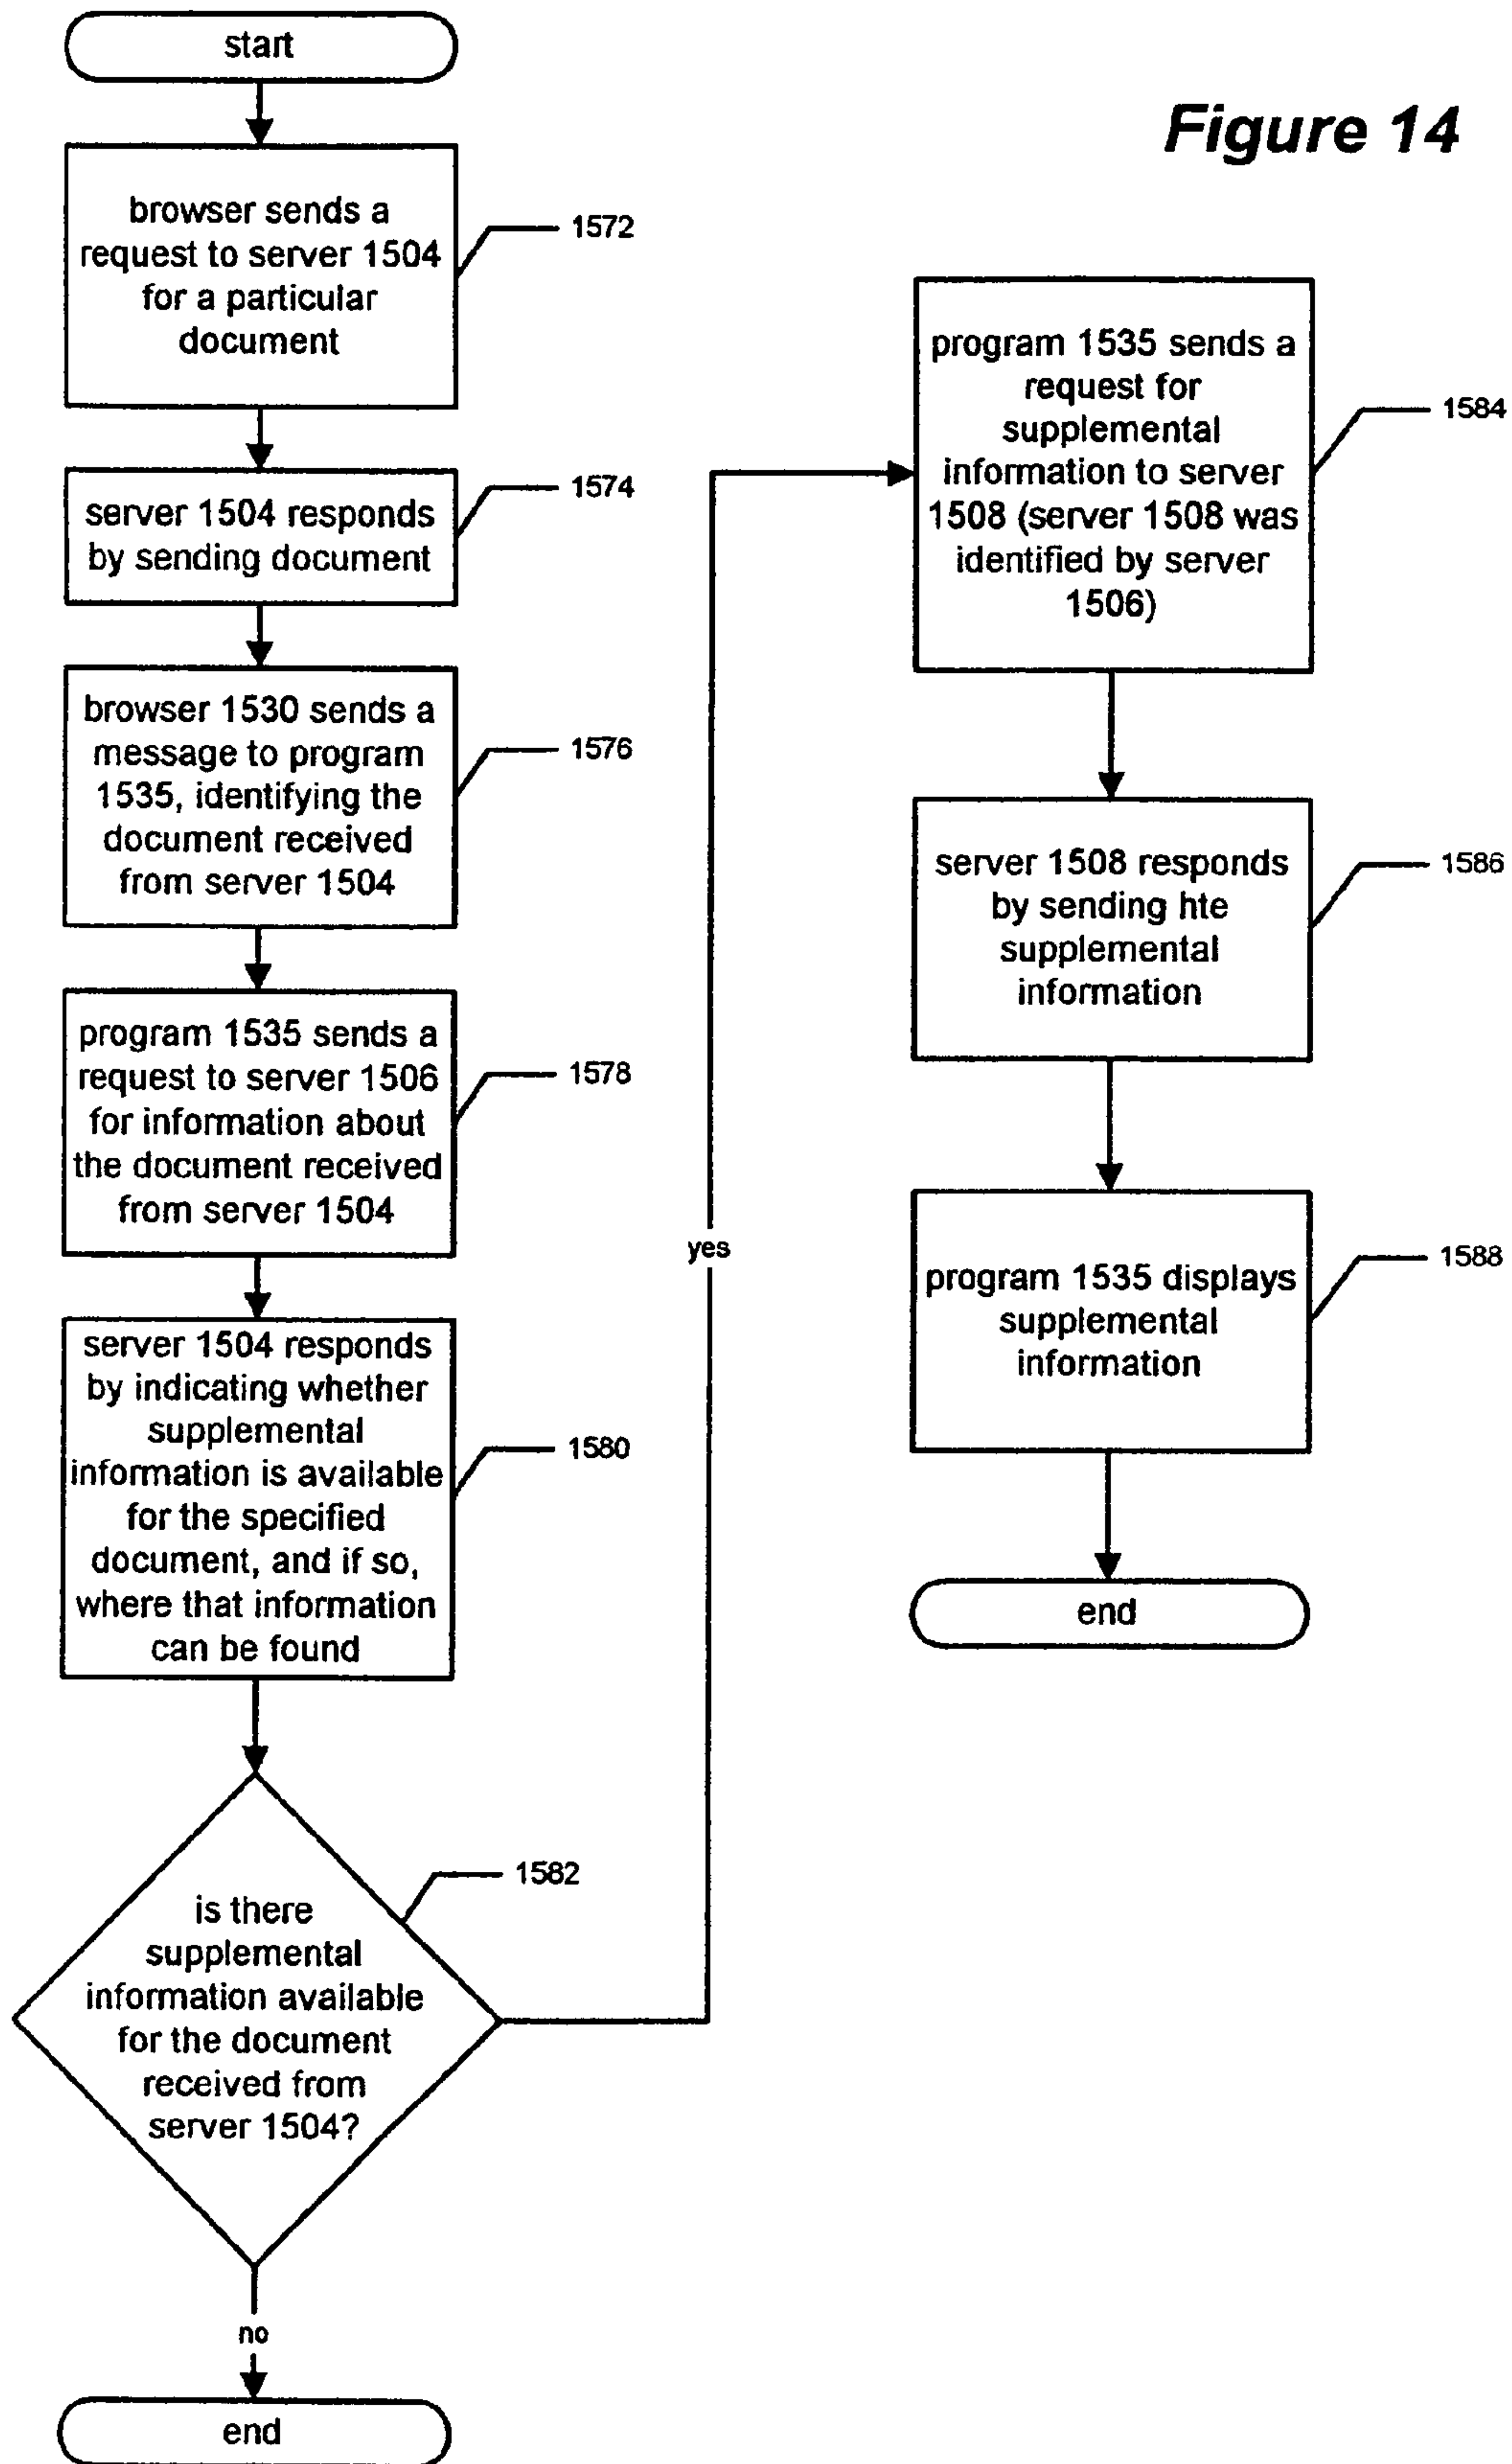 Figure 14
start
browser sends a
request to server 1504
for a particular
document
1572
server 1504 responds
by sending document
1574
browser 1530 sends a
message to program
1535, identifying the
document received
from server 1504
1576
program 1535 sends a
request to server 1506
for information about
the document received
from server 1504
1578
server 1504 responds
by indicating whether
supplemental
information is available
for the specified
document, and if so,
where that information
can be found
1580
is there
supplemental
information available
for the document
received from
server 1504?
1582
no
end
yes
program 1535 sends a
request for
supplemental
information to server
1508 (server 1508 was
identified by server
1506)
1584
server 1508 responds
by sending hte
supplemental
information
1586
program 1535 displays
supplemental
information
1588
end